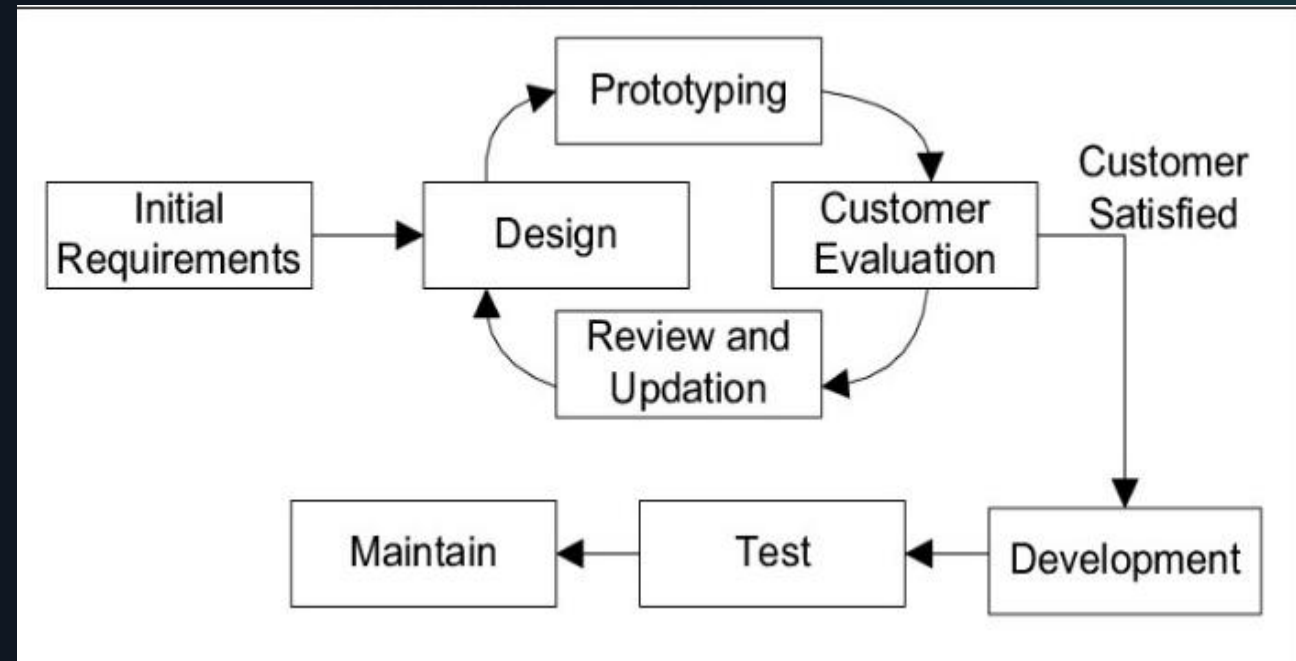 Prototyping
Initial
Requirements
Design
Customer
Evaluation
Customer
Satisfied
Review and
Updation
Maintain
Test
Development